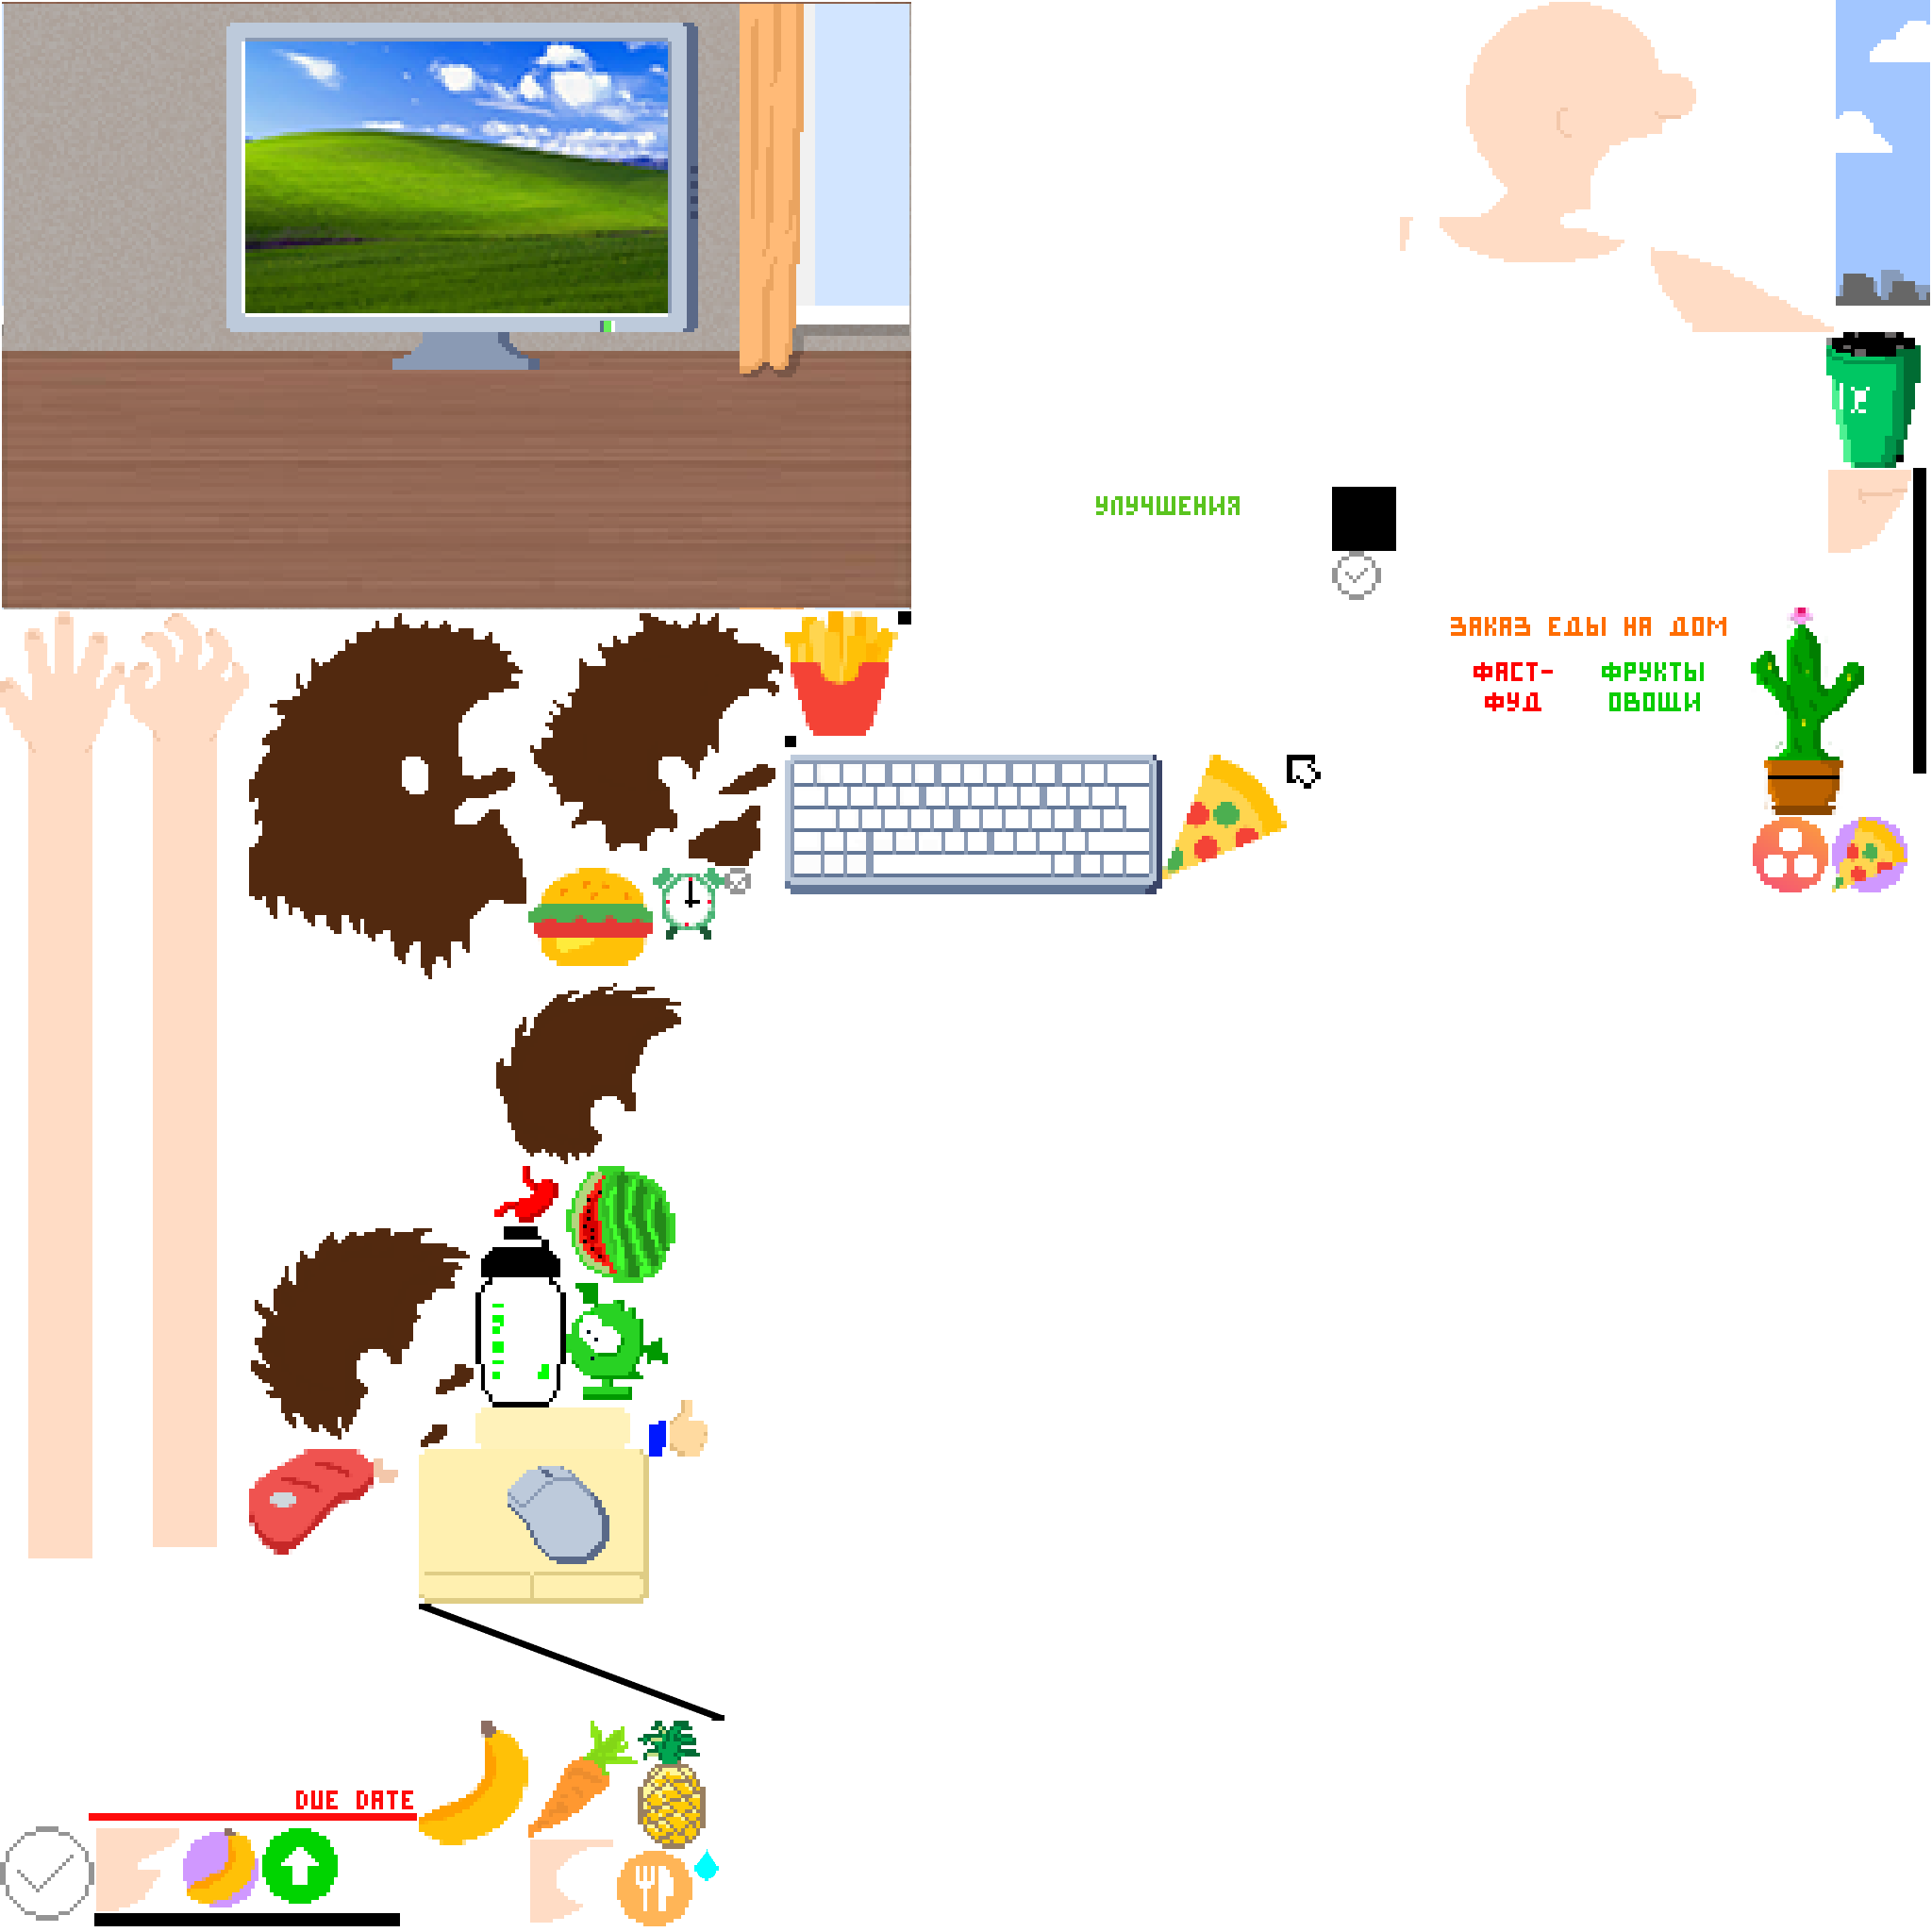 УЛУЧШЕНИЯ
ЗАКАЗ ЕДЫ НА ДОМ
ФАСТ-
ФУД
ФРУКТЫ
ОВОЩИ
DUE DATE